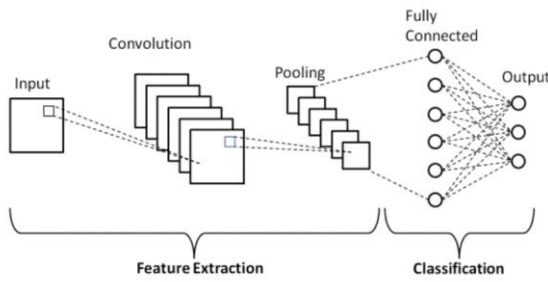 Fully
Connected
Convolution
Pooling
Input
Output
Feature Extraction
Classification